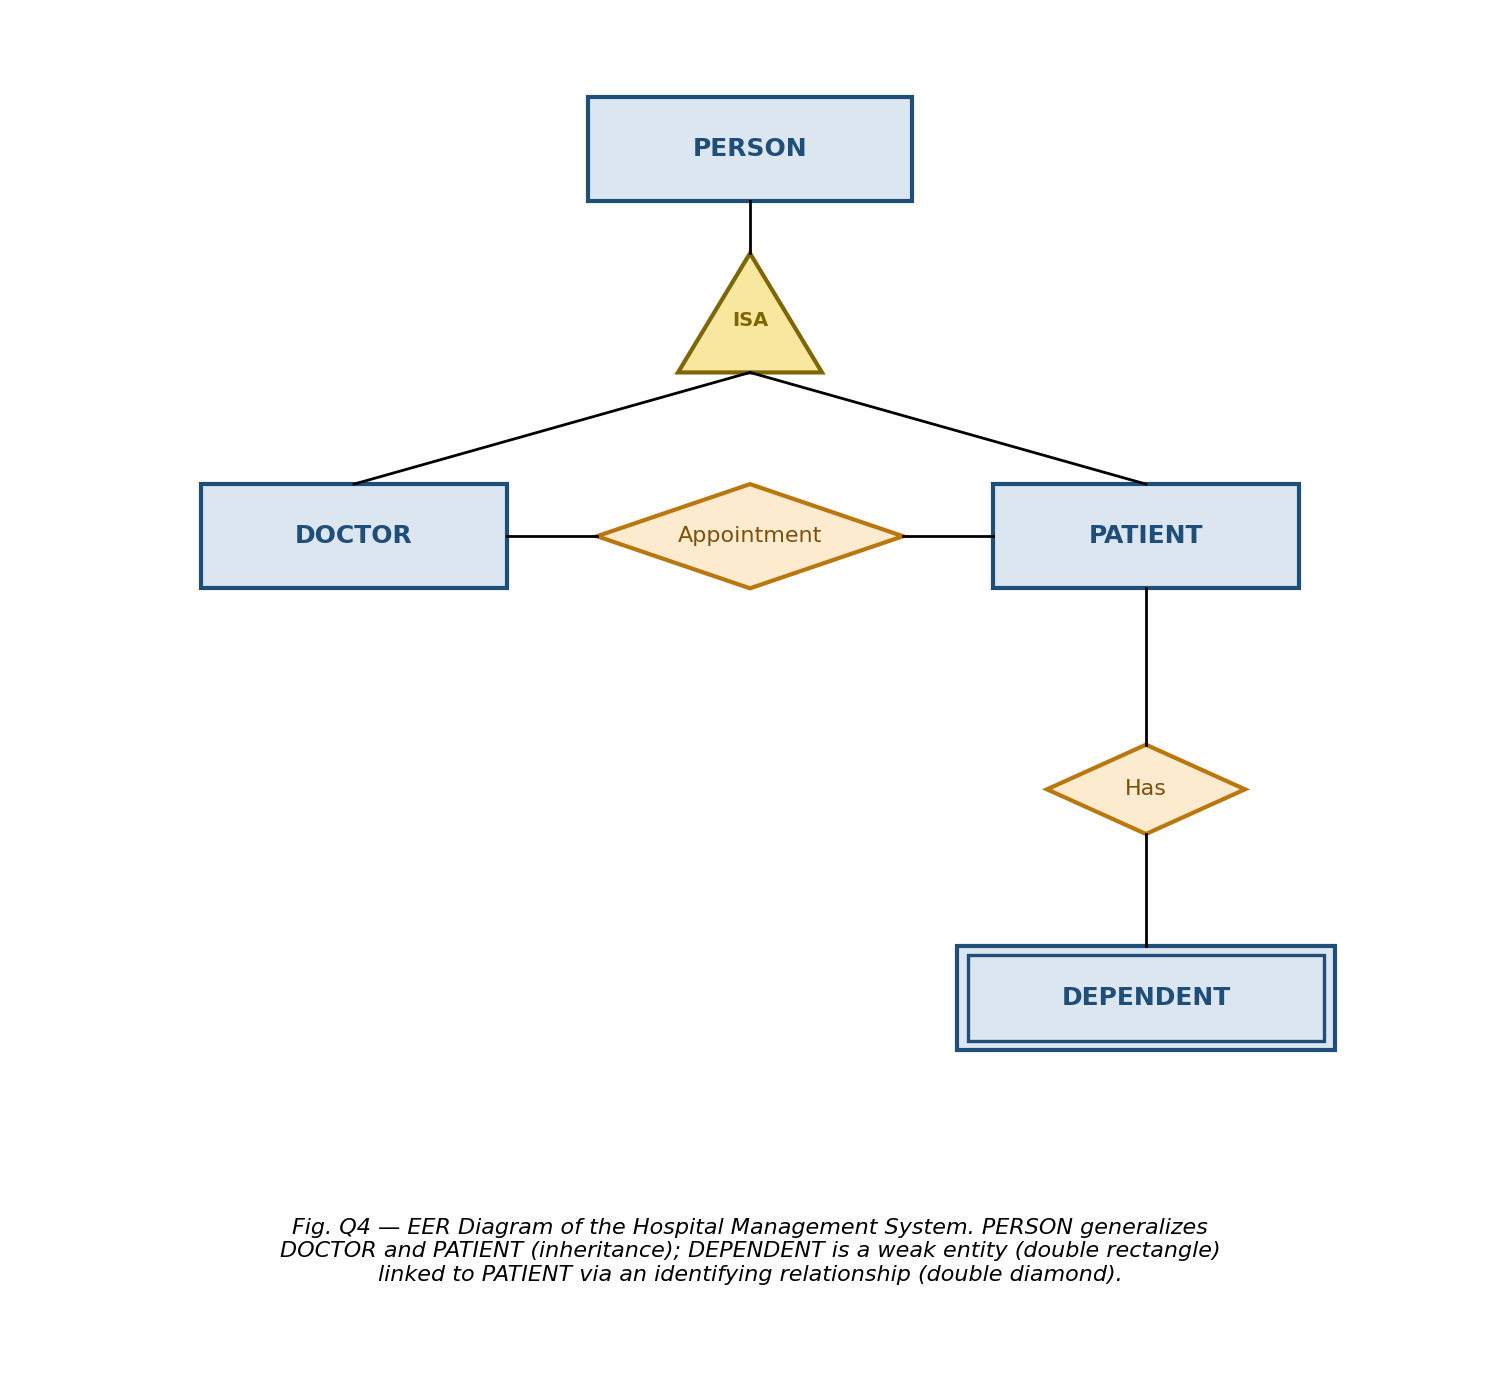 PERSON
ISA
DOCTOR
Appointment
PATIENT
Has
DEPENDENT
Fig. Q4 — EER Diagram of the Hospital Management System. PERSON generalizes
DOCTOR and PATIENT (inheritance); DEPENDENT is a weak entity (double rectangle)
linked to PATIENT via an identifying relationship (double diamond).